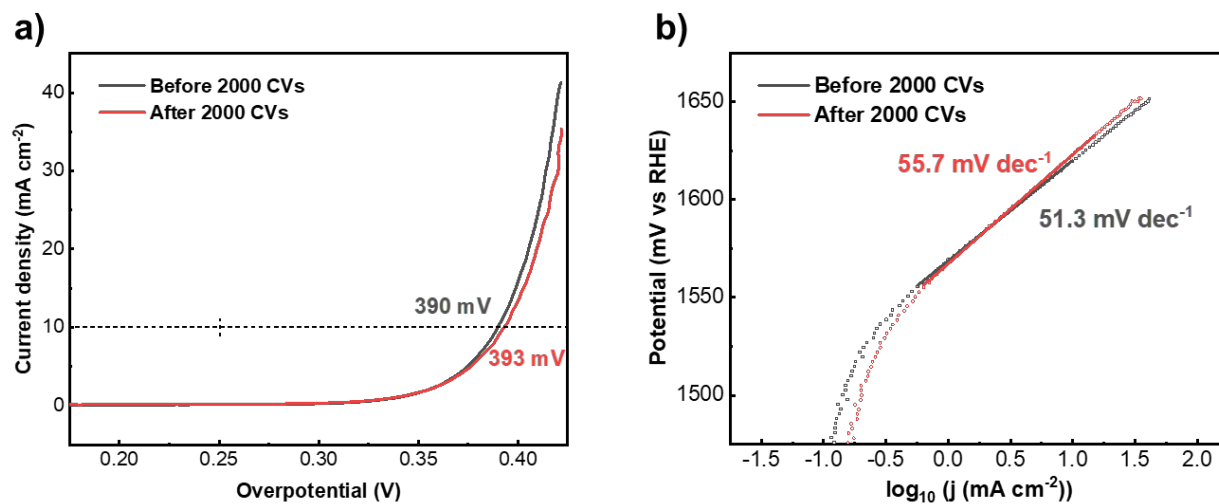 a)
Before 2000 CVs
After 2000 CVs
Current density (mA cm⁻²)
40
30
20
10
0
390 mV
393 mV
0.20
0.25
0.30
0.35
0.40
Overpotential (V)
b)
Before 2000 CVs
After 2000 CVs
Potential (mV vs RHE)
1650
1600
1550
1500
55.7 mV dec⁻¹
51.3 mV dec⁻¹
-1.5
-1.0
-0.5
0.0
0.5
1.0
1.5
2.0
log₁₀ (j (mA cm⁻²))